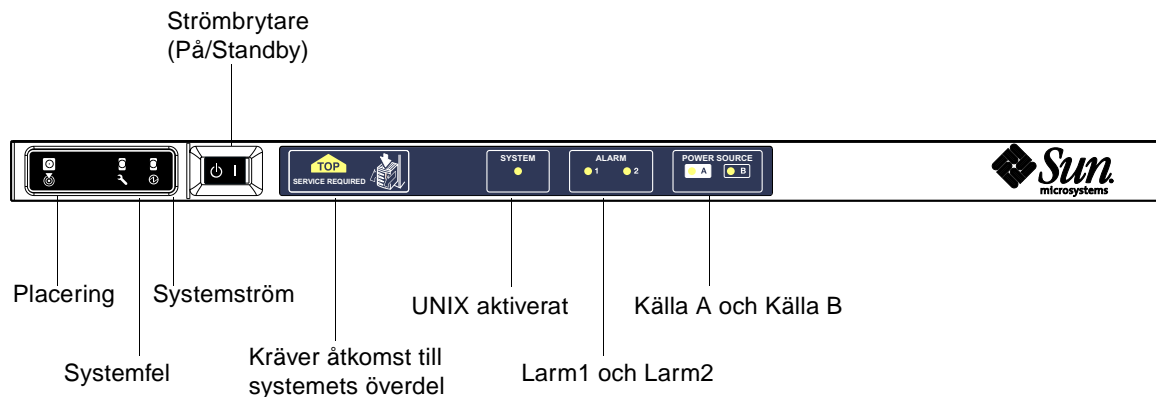 Strömbrytare
(På/Standby)
TOP
SERVICE REQUIRED
SYSTEM
ALARM
1 2
POWER SOURCE
A B
Sun.
microsystems
Placering
Systemström
UNIX aktiverat
Källa A och Källa B
Systemfel
Kräver åtkomst till
systemets överdel
Larm1 och Larm2